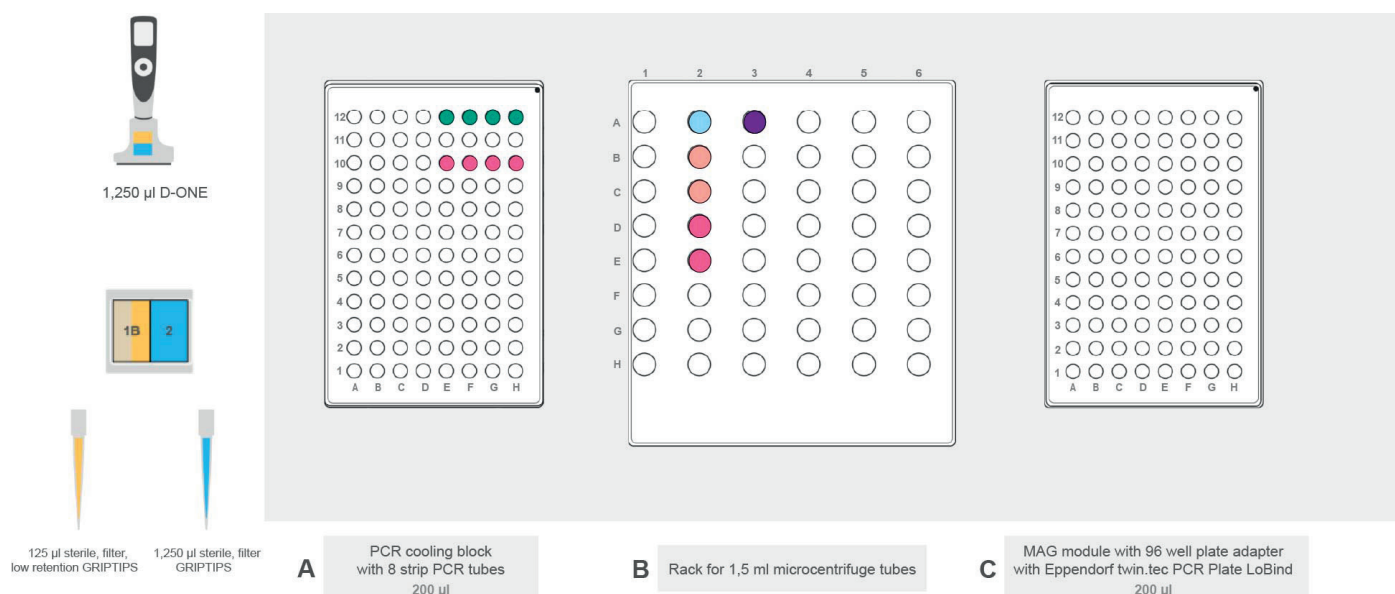 1,250 µl D-ONE
1B 2
125 µl sterile, filter,
low retention GRIPTIPS
1,250 µl sterile, filter
GRIPTIPS
12
11
10
9
8
7
6
5
4
3
2
1
A B C D E F G H
1 2 3 4 5 6
A
B
C
D
E
F
G
H
12
11
10
9
8
7
6
5
4
3
2
1
A B C D E F G H
A
PCR cooling block
with 8 strip PCR tubes
200 µl
B
Rack for 1,5 ml microcentrifuge tubes
C
MAG module with 96 well plate adapter
with Eppendorf twin.tec PCR Plate LoBind
200 µl